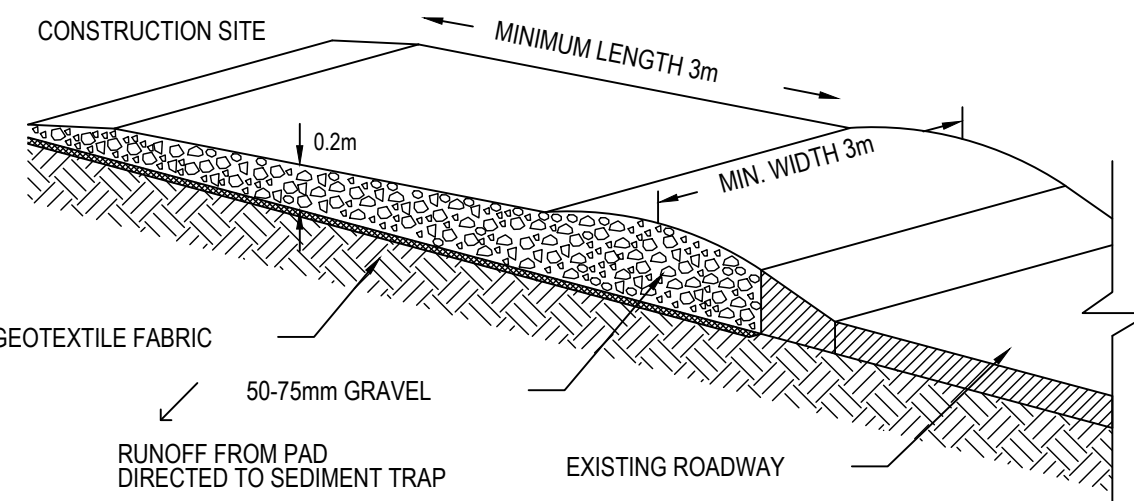 CONSTRUCTION SITE
MINIMUM LENGTH 3m
0.2m
MIN. WIDTH 3m
GEOTEXTILE FABRIC
50-75mm GRAVEL
RUNOFF FROM PAD
DIRECTED TO SEDIMENT TRAP
EXISTING ROADWAY